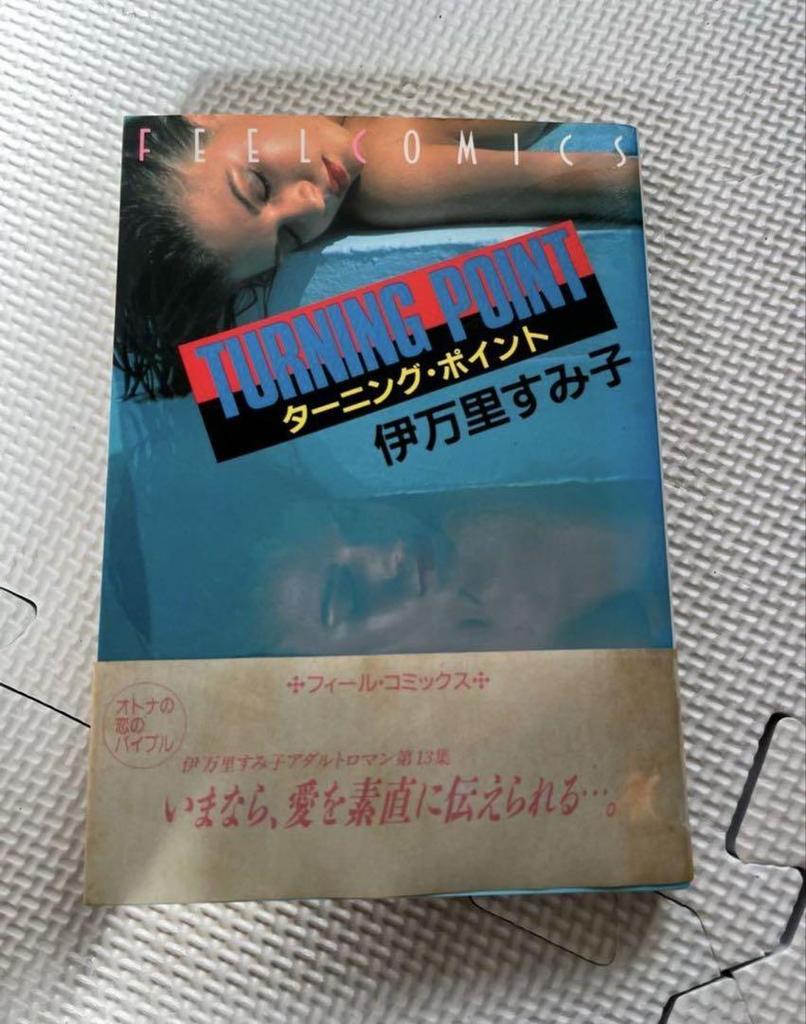 FEEL COMICS
TURNING POINT
ターニング・ポイント
伊万里すみ子
✣フィール・コミックス✣
オトナの
恋の
バイブル
伊万里すみ子アダルトロマン第13集
いまなら、愛を素直に伝えられる…。